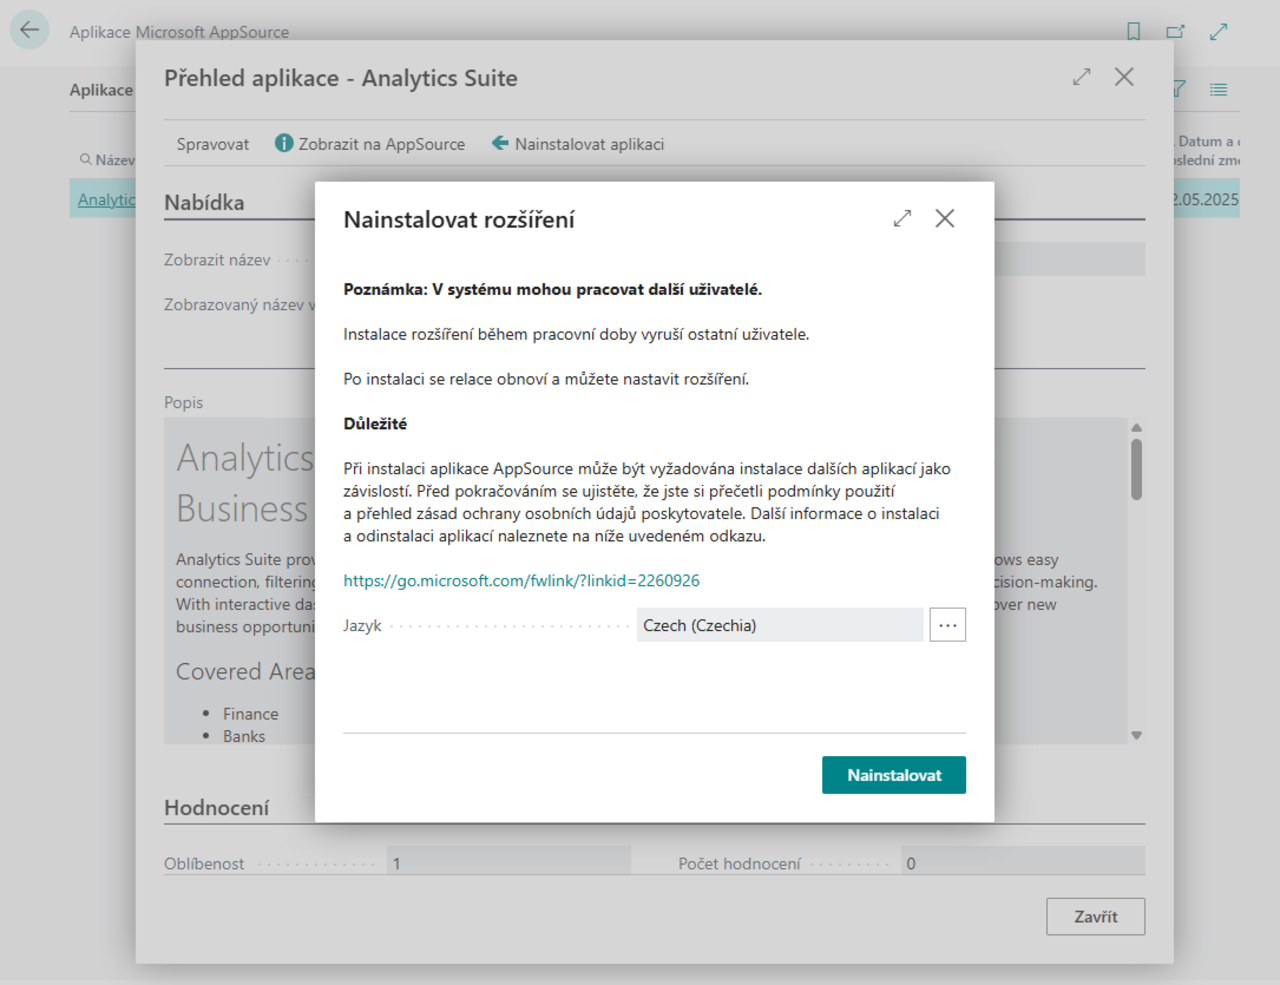 Aplikace Microsoft AppSource
Přehled aplikace - Analytics Suite
Aplikace
Spravovat
Zobrazit na AppSource
Nainstalovat aplikaci
Název
Datum a
Analytic
2.05.2025
Nabídka
Zobrazit název
Zobrazovaný název v
Popis
Analytics
Business
Analytics Suite prov
ows easy
connection, filtering
cision-making.
With interactive da
over new
business opportuni
Covered Area
• Finance
• Banks
Nainstalovat rozšíření
Poznámka: V systému mohou pracovat další uživatelé.
Instalace rozšíření během pracovní doby vyruší ostatní uživatele.
Po instalaci se relace obnoví a můžete nastavit rozšíření.
Důležité
Při instalaci aplikace AppSource může být vyžadována instalace dalších aplikací jako
závislostí. Před pokračováním se ujistěte, že jste si přečetli podmínky použití
a přehled zásad ochrany osobních údajů poskytovatele. Další informace o instalaci
a odinstalaci aplikací naleznete na níže uvedeném odkazu.
https://go.microsoft.com/fwlink/?linkid=2260926
Jazyk
Czech (Czechia)
Nainstalovat
Hodnocení
Oblíbenost
1
Počet hodnocení
0
Zavřít